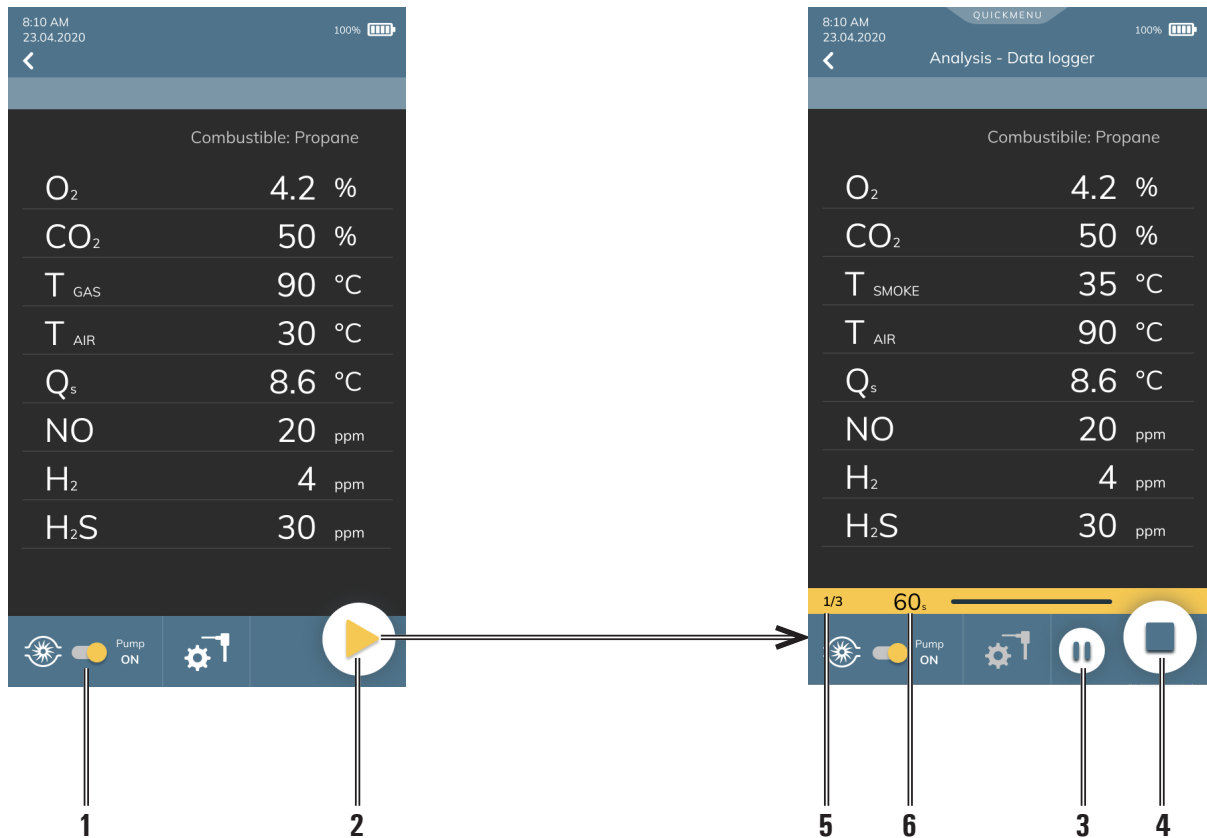 8:10 AM
23.04.2020
100%
Combustible: Propane
O₂ 4.2 %
CO₂ 50 %
T GAS 90 °C
T AIR 30 °C
Qs 8.6 °C
NO 20 ppm
H₂ 4 ppm
H₂S 30 ppm
Pump
ON
1 2
QUICKMENU
8:10 AM
23.04.2020
100%
Analysis - Data logger
Combustibile: Propane
O₂ 4.2 %
CO₂ 50 %
T SMOKE 35 °C
T AIR 90 °C
Qs 8.6 °C
NO 20 ppm
H₂ 4 ppm
H₂S 30 ppm
1/3 60s
Pump
ON
5 6 3 4